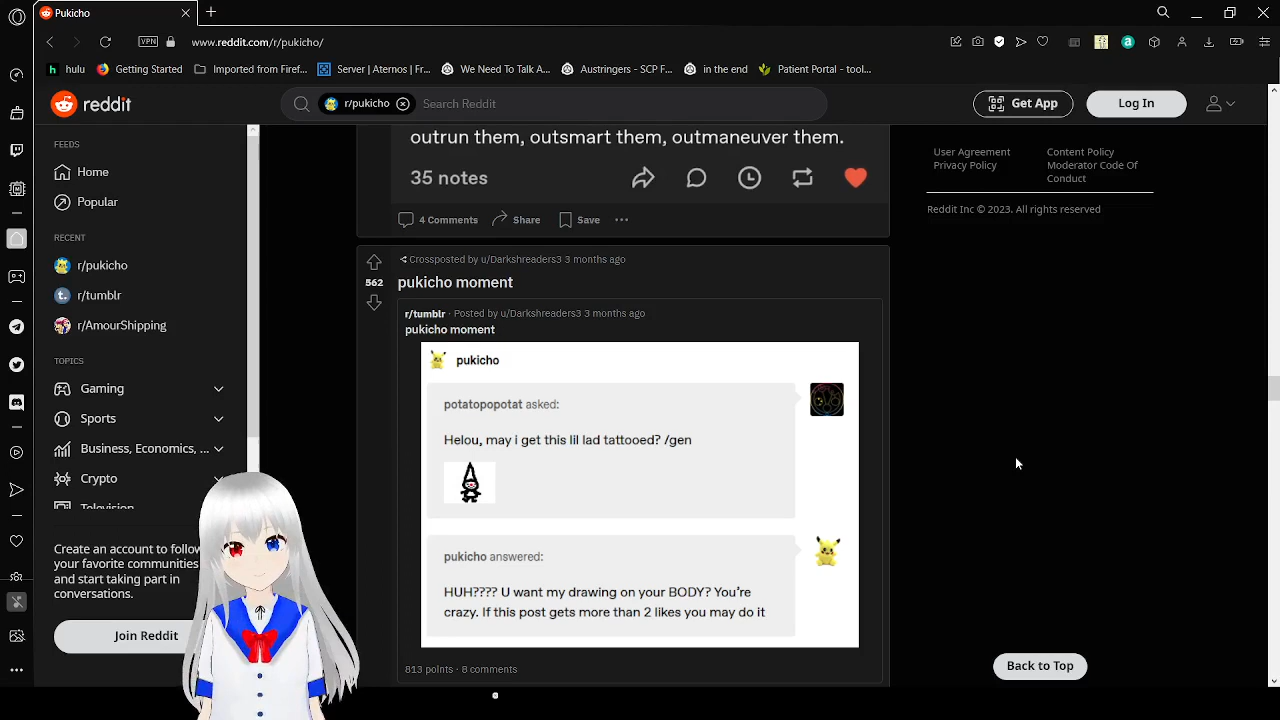 Pukicho
VPN
www.reddit.com/r/pukicho/
hulu
Getting Started
Imported from Firef...
Server | Aternos | Fr...
We Need To Talk A...
Austringers - SCP F...
in the end
Patient Portal - tool...
reddit
r/pukicho
Search Reddit
Get App
Log In
FEEDS
Home
Popular
RECENT
r/pukicho
r/tumblr
r/AmourShipping
TOPICS
Gaming
Sports
Business, Economics, ...
Crypto
Television
Create an account to follow
your favorite communities
and start taking part in
conversations.
Join Reddit
outrun them, outsmart them, outmaneuver them.
35 notes
4 Comments
Share
Save
562
Crossposted by u/Darkshreaders3 3 months ago
pukicho moment
r/tumblr · Posted by u/Darkshreaders3 3 months ago
pukicho moment
pukicho
potatopopotat asked:
Helou, may i get this lil lad tattooed? /gen
pukicho answered:
HUH???? U want my drawing on your BODY? You're
crazy. If this post gets more than 2 likes you may do it
813 points · 8 comments
User Agreement
Privacy Policy
Content Policy
Moderator Code Of
Conduct
Reddit Inc © 2023. All rights reserved
Back to Top